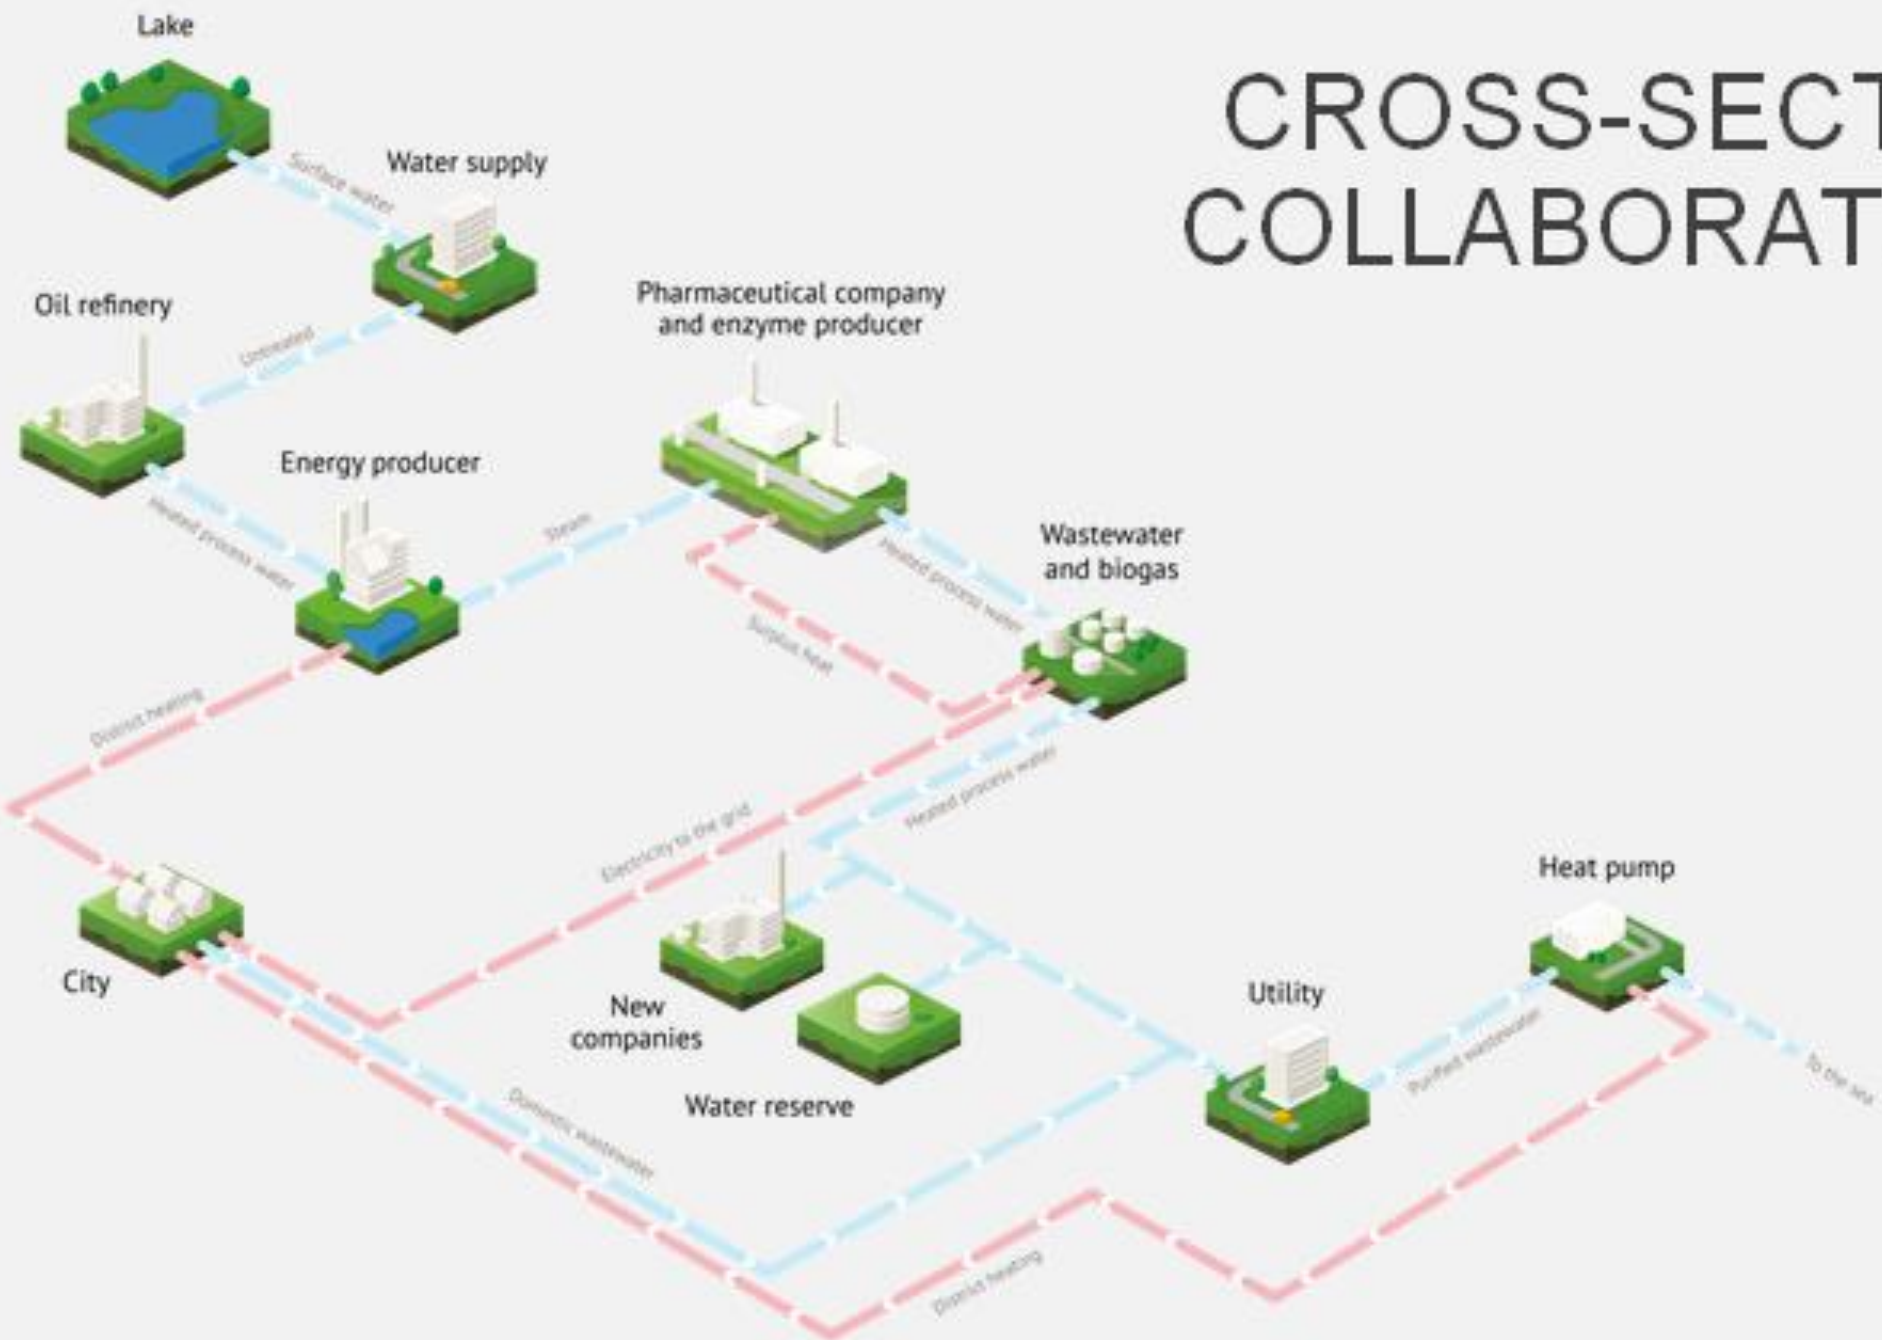 CROSS-SECT
COLLABORAT
Lake
Surface water
Water supply
Oil refinery
Untreated
Pharmaceutical company
and enzyme producer
Energy producer
Heated process water
Steam
Heated process water
Wastewater
and biogas
Surplus heat
District heating
Heated process water
Electricity to the grid
Heat pump
City
New
companies
Utility
Purified wastewater
To the sea
Water reserve
Domestic wastewater
District heating